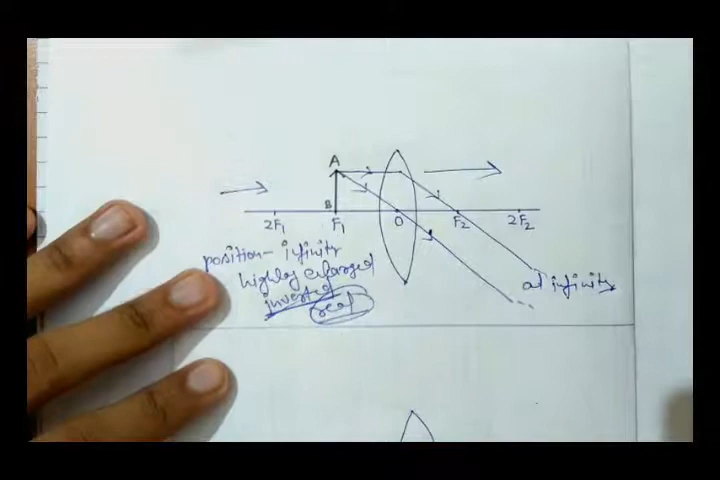 A
B
2F₁ F₁ O F₂ 2F₂
position - infinity
highly enlarged
inverted
real
at infinity